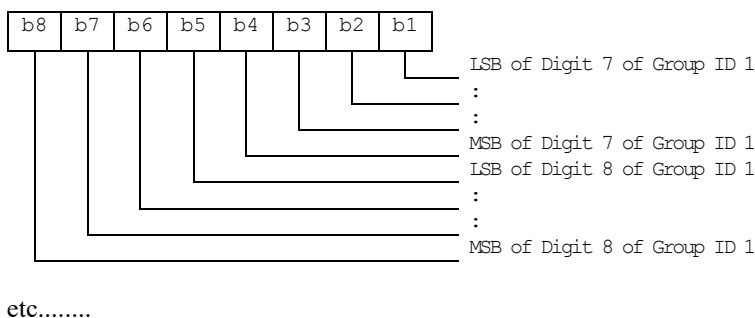 b8 b7 b6 b5 b4 b3 b2 b1
LSB of Digit 7 of Group ID 1
:
:
MSB of Digit 7 of Group ID 1
LSB of Digit 8 of Group ID 1
:
:
MSB of Digit 8 of Group ID 1
etc........